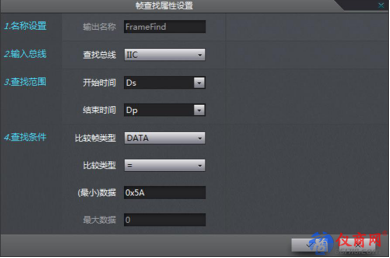 帧查找属性设置
1.名称设置 输出名称 FrameFind
2.输入总线 查找总线 IIC
3.查找范围 开始时间 Ds
结束时间 Dp
4.查找条件 比较帧类型 DATA
比较类型 =
(最小)数据 0x5A
最大数据 0
仪商网